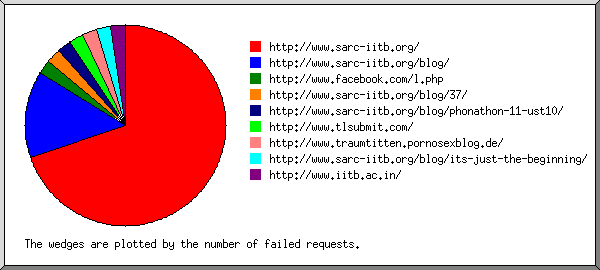 http://www.sarc-iitb.org/
http://www.sarc-iitb.org/blog/
http://www.facebook.com/l.php
http://www.sarc-iitb.org/blog/37/
http://www.sarc-iitb.org/blog/phonathon-11-ust10/
http://www.tlsubmit.com/
http://www.traumtitten.pornosexblog.de/
http://www.sarc-iitb.org/blog/its-just-the-beginning/
http://www.iitb.ac.in/
The wedges are plotted by the number of failed requests.